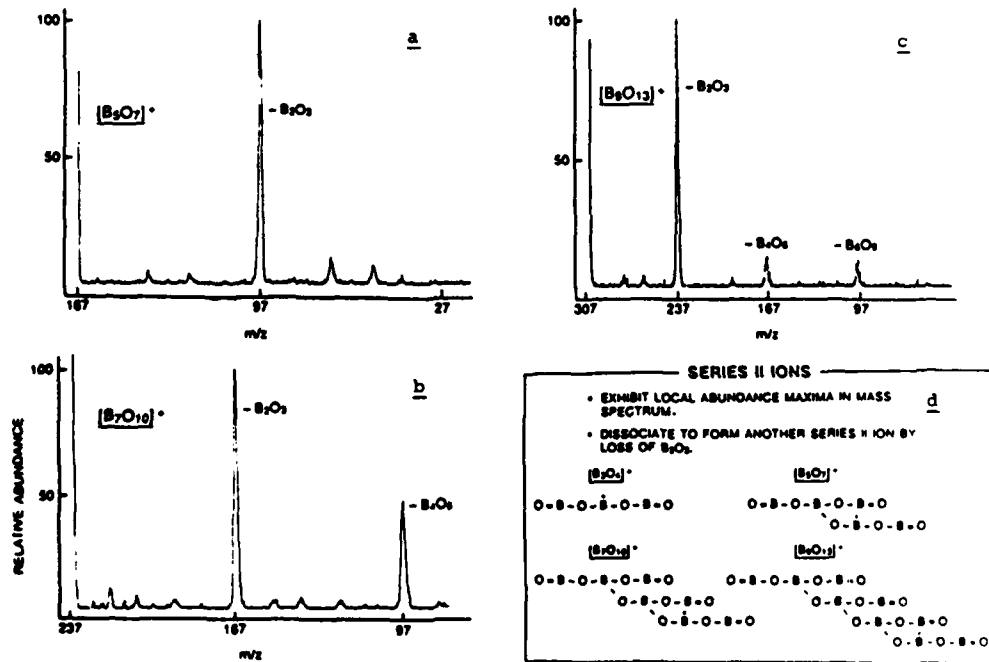 100
50
a
[B5O7]+
- B2O3
167
97
27
m/z
100
50
c
[B9O13]+
- B2O3
- B4O6
- B6O9
307
237
167
97
m/z
RELATIVE ABUNDANCE
100
50
b
[B7O10]+
- B2O3
- B4O6
237
167
97
m/z
SERIES II IONS
d
• EXHIBIT LOCAL ABUNDANCE MAXIMA IN MASS
SPECTRUM.
• DISSOCIATE TO FORM ANOTHER SERIES II ION BY
LOSS OF B2O3.
[B3O4]+
[B5O7]+
O=B-O-B-O-B=O
O=B-O-B-O-B=O
O-B-O-B=O
[B7O10]+
[B9O13]+
O=B-O-B-O-B=O
O=B-O-B-O-B=O
O-B-O-B=O
O-B-O-B=O
O-B-O-B=O
O-B-O-B=O
O-B-O-B=O